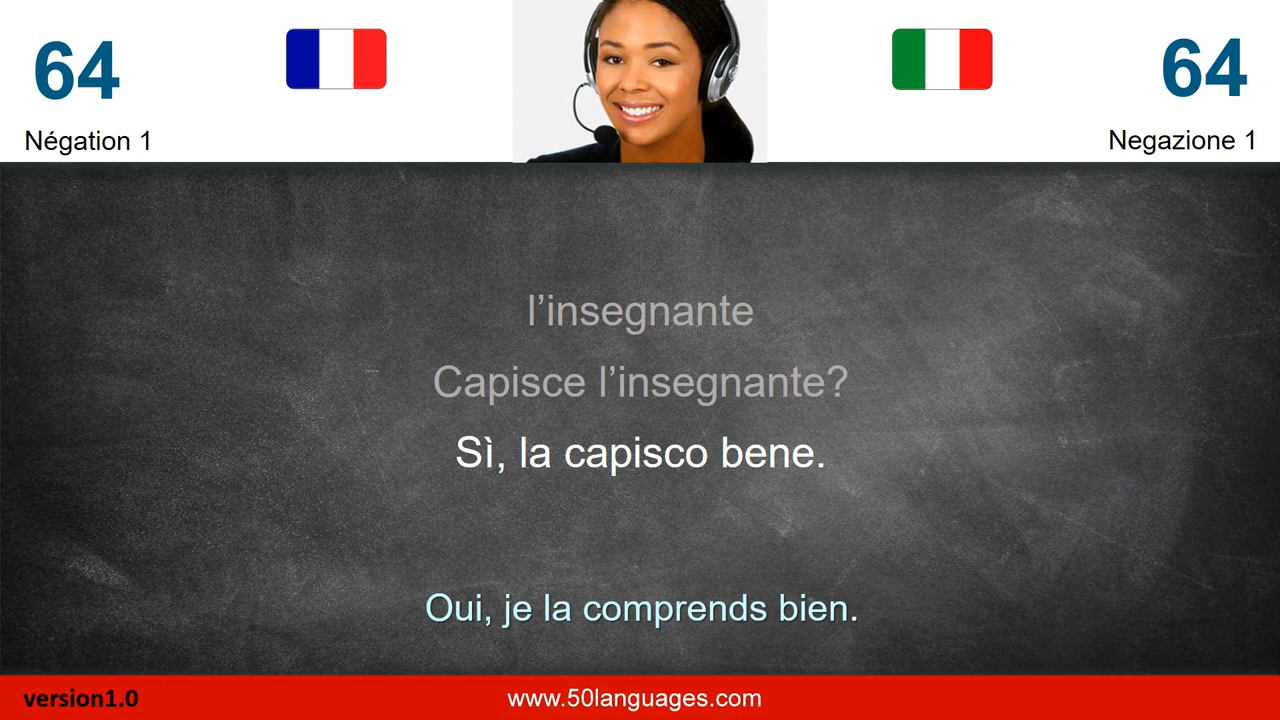 64
64
Négation 1
Negazione 1
l’insegnante
Capisce l’insegnante?
Sì, la capisco bene.
Oui, je la comprends bien.
version1.0
www.50languages.com